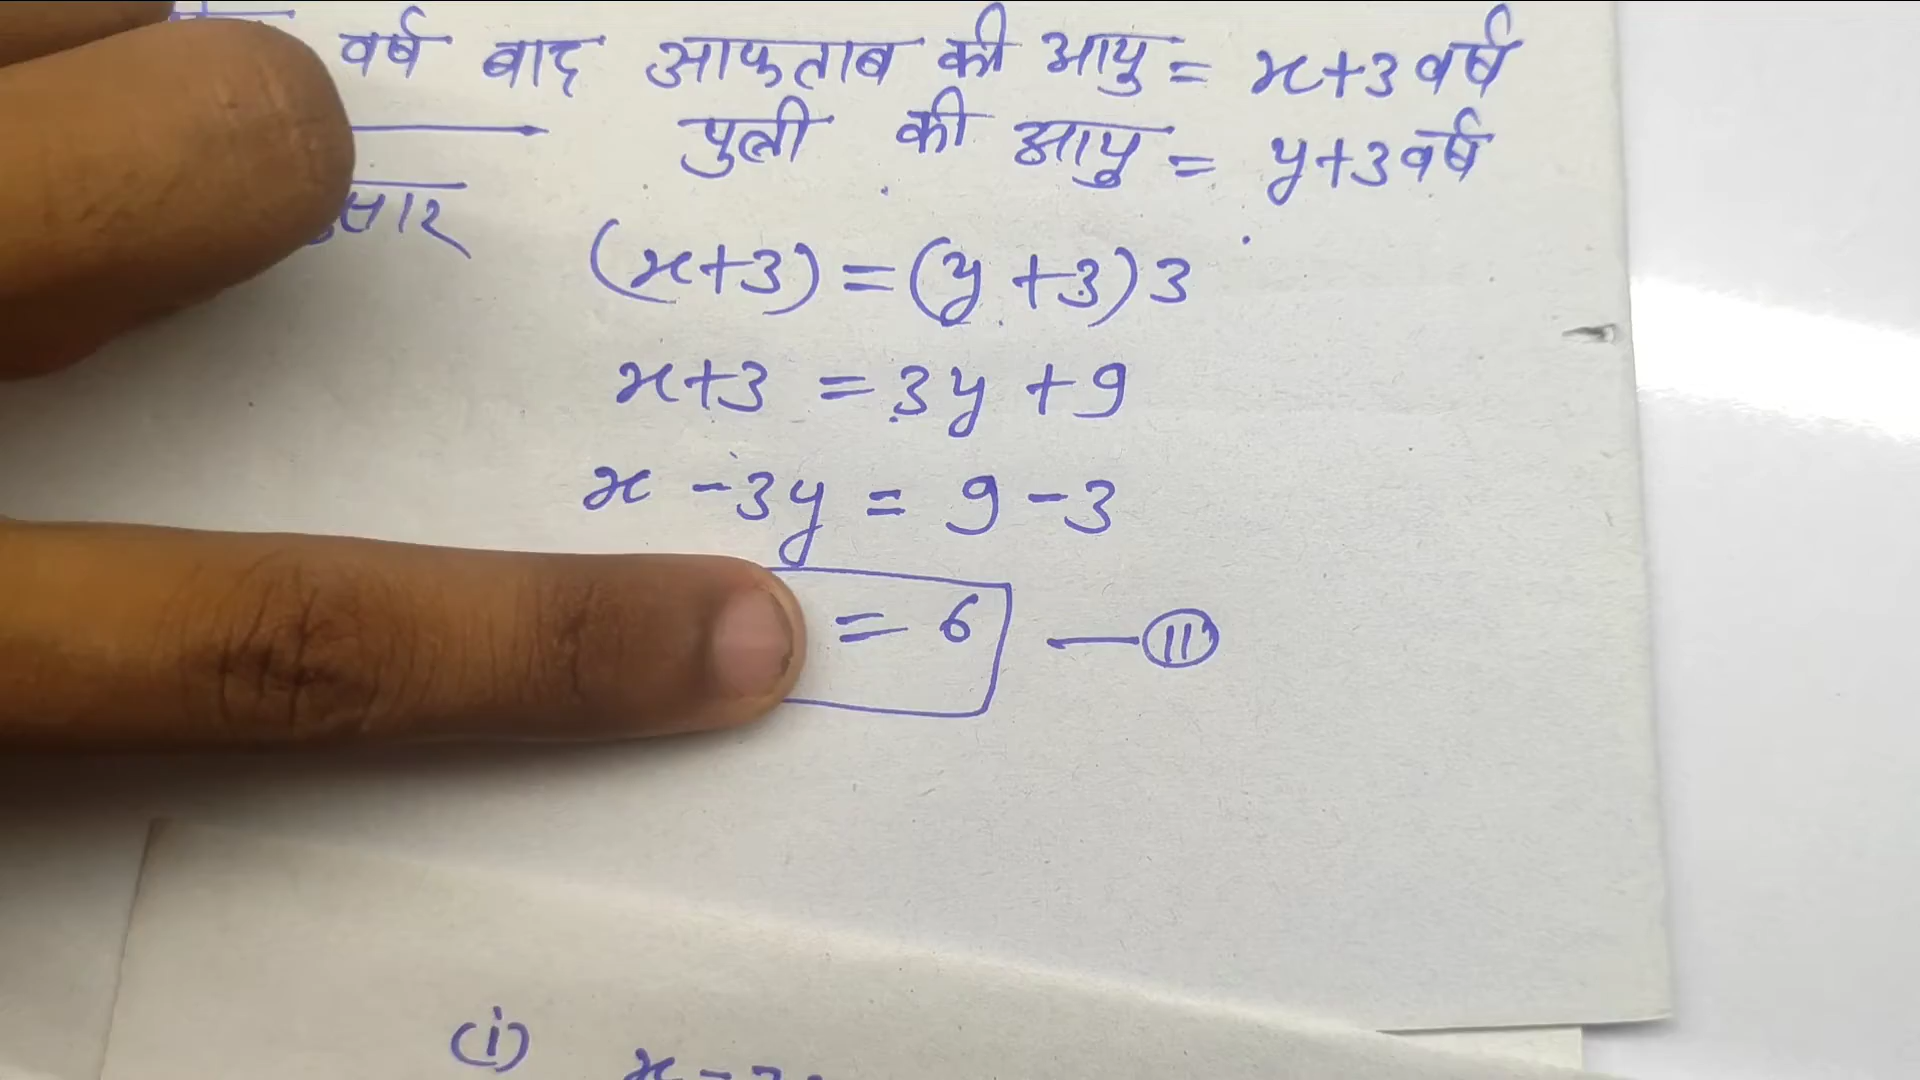 वर्ष बाद आफताब की आयु = x+3 वर्ष
पुत्री की आयु = y+3 वर्ष
(x+3) = (y+3)3
x+3 = 3y+9
x - 3y = 9-3
= 6 — (II)
(i)